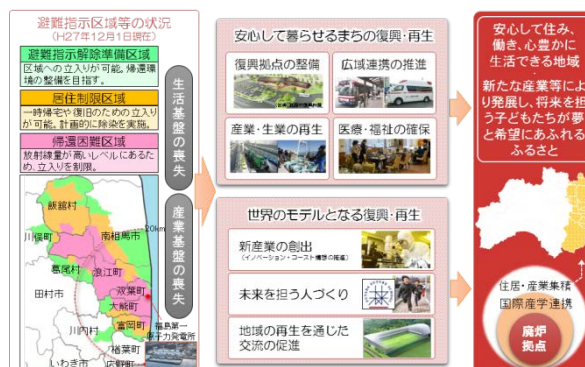 避難指示区域等の状況
(H27年12月1日現在)
避難指示解除準備区域
区域への立入りが可能。帰還環
境の整備を目指す。
居住制限区域
一時帰宅や復旧のための立入り
が可能。計画的に除染を実施。
帰還困難区域
放射線量が高いレベルにあるた
め、立入りを制限。
飯舘村
20km
川俣町
南相馬市
葛尾村
浪江町
双葉町
田村市
大熊町
福島第一
原子力発電所
富岡町
川内村
楢葉町
いわき市
広野町
生活基盤の喪失
産業基盤の喪失
安心して暮らせるまちの復興・再生
復興拠点の整備
広域連携の推進
産業・生業の再生
医療・福祉の確保
世界のモデルとなる復興・再生
新産業の創出
(イノベーション・コースト構想の推進)
未来を担う人づくり
地域の再生を通じた
交流の促進
安心して住み、
働き、心豊かに
生活できる地域
・
新たな産業等によ
り発展し、将来を担
う子どもたちが夢
と希望にあふれる
ふるさと
住居・産業集積
国際産学連携
廃炉
拠点